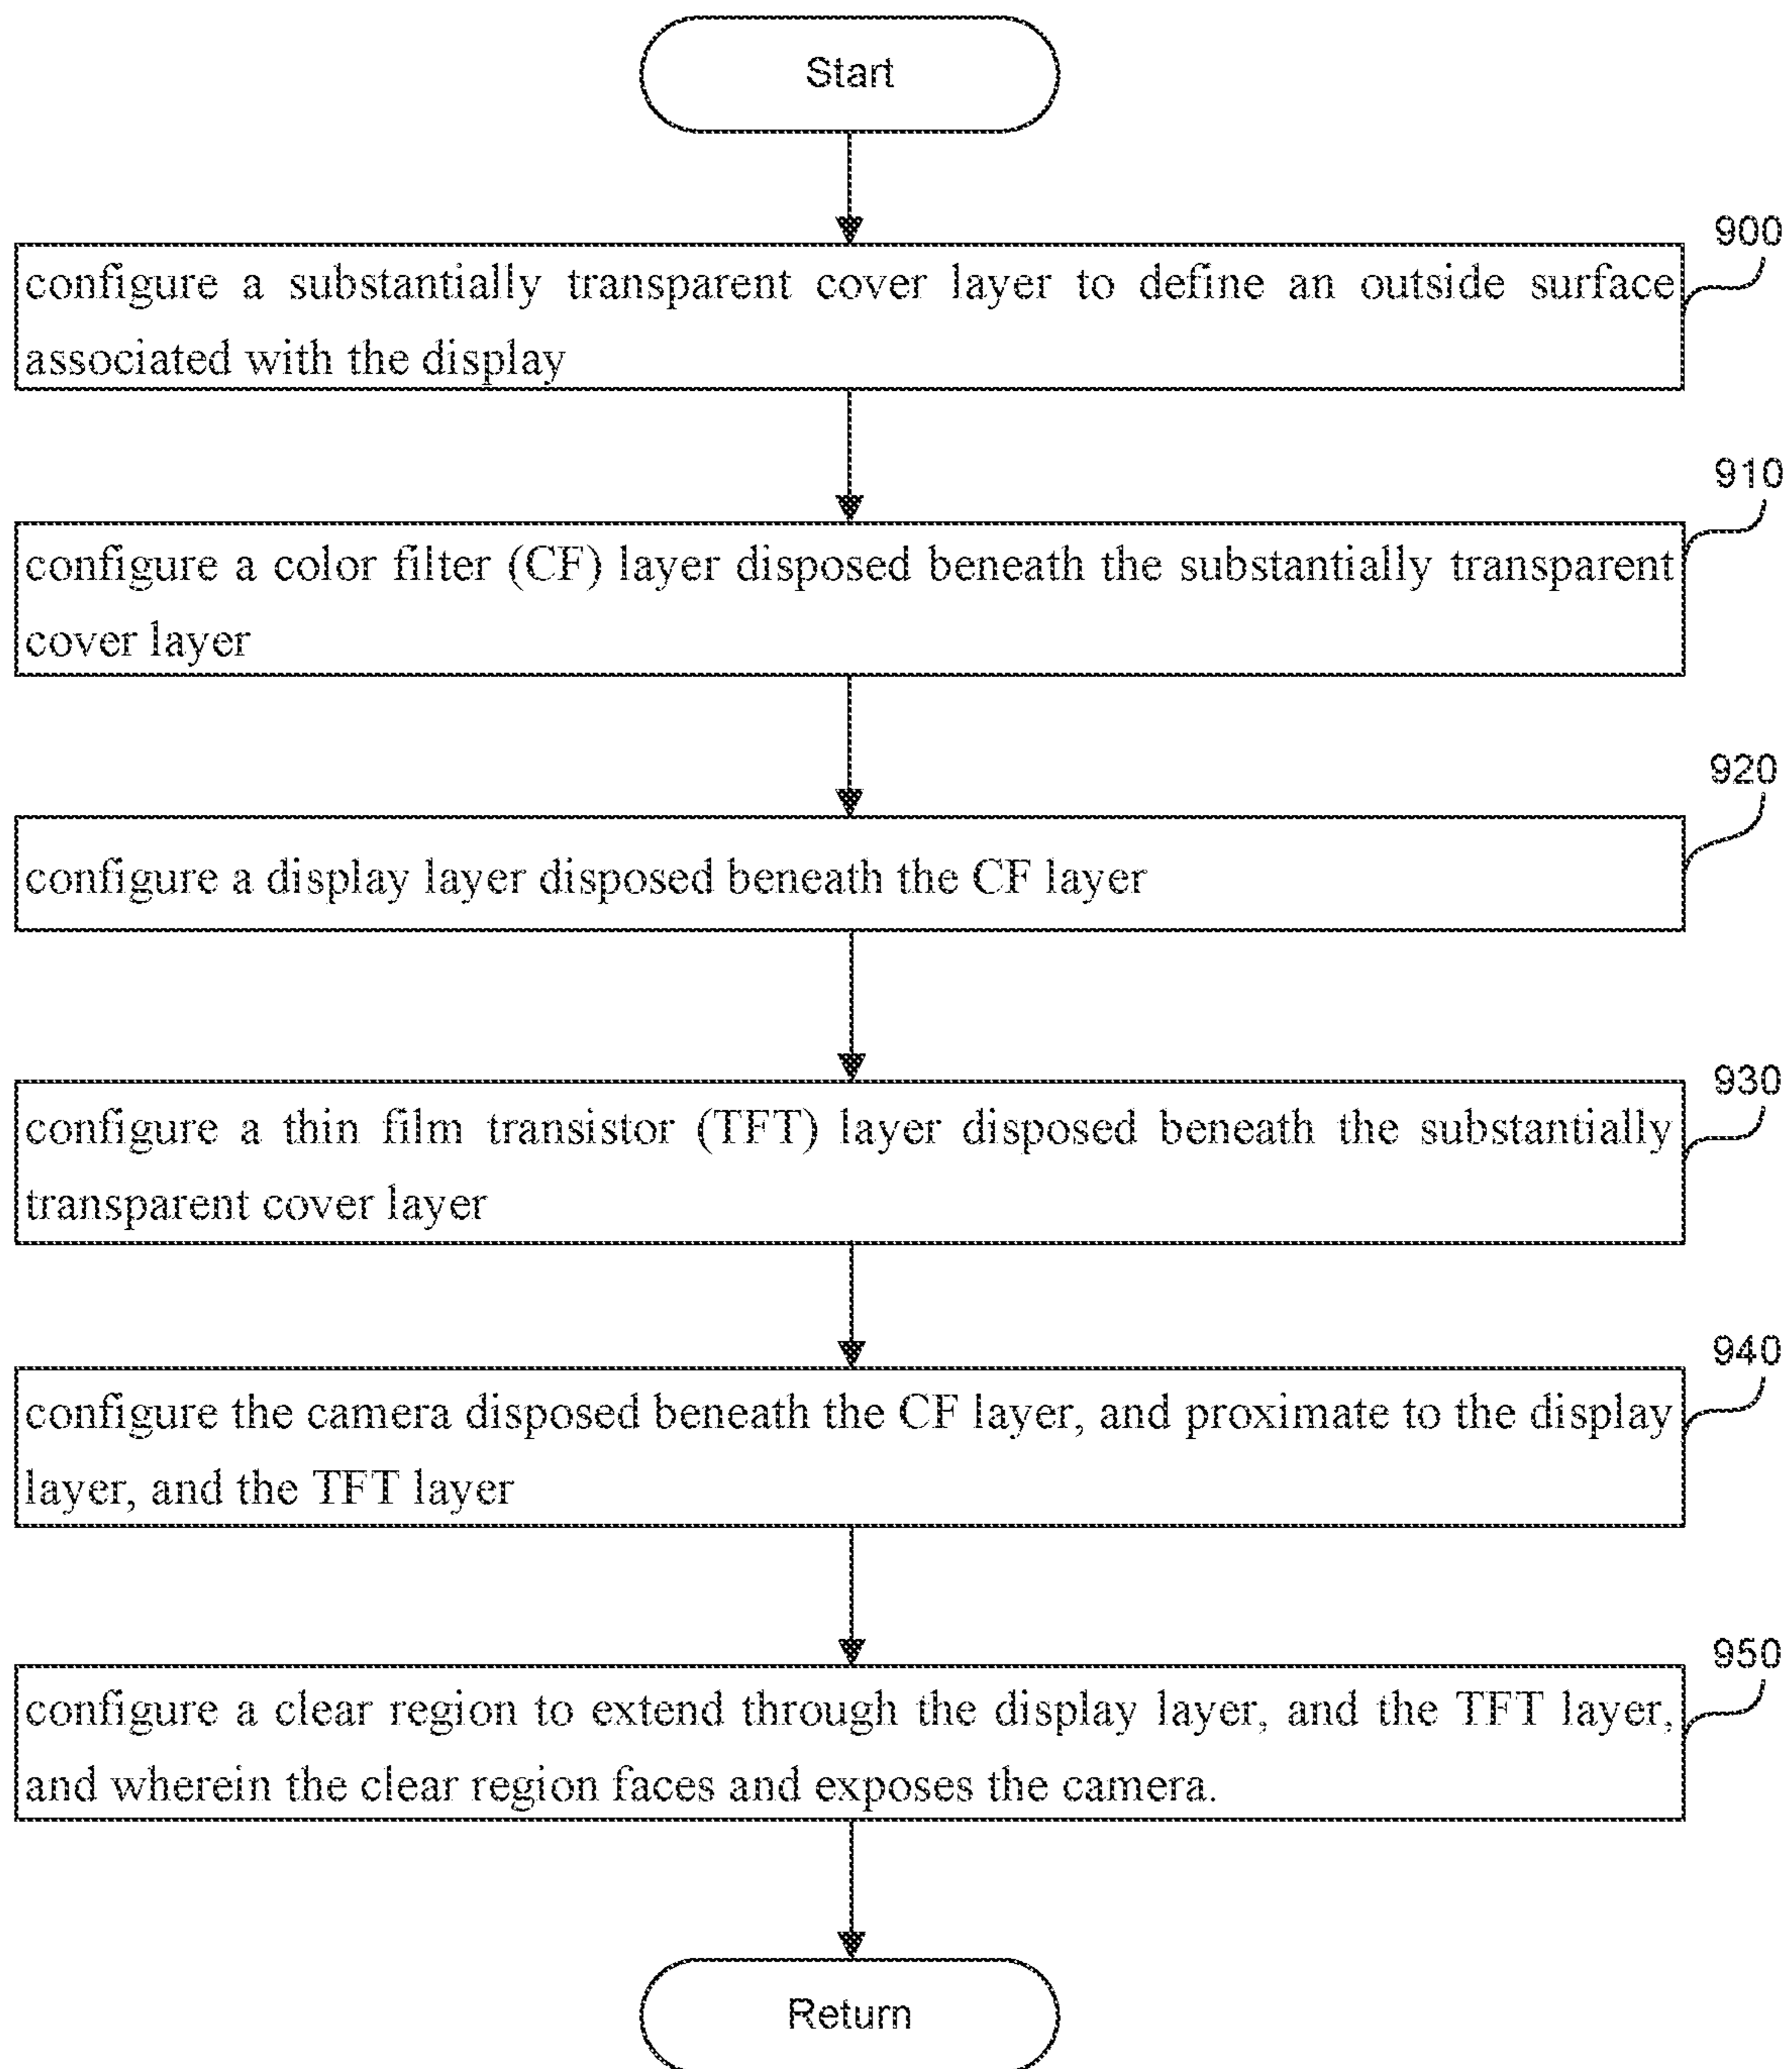 Start
900
configure a substantially transparent cover layer to define an outside surface
associated with the display
910
configure a color filter (CF) layer disposed beneath the substantially transparent
cover layer
920
configure a display layer disposed beneath the CF layer
930
configure a thin film transistor (TFT) layer disposed beneath the substantially
transparent cover layer
940
configure the camera disposed beneath the CF layer, and proximate to the display
layer, and the TFT layer
950
configure a clear region to extend through the display layer, and the TFT layer,
and wherein the clear region faces and exposes the camera.
Return